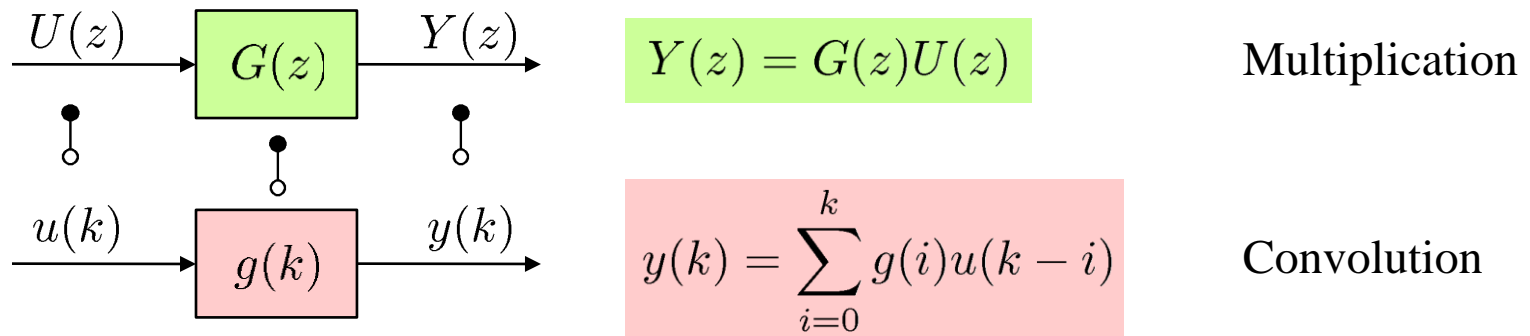 U(z) G(z) Y(z) Y(z) = G(z)U(z) Multiplication
u(k) g(k) y(k) y(k) = \sum_{i=0}^{k} g(i)u(k − i) Convolution